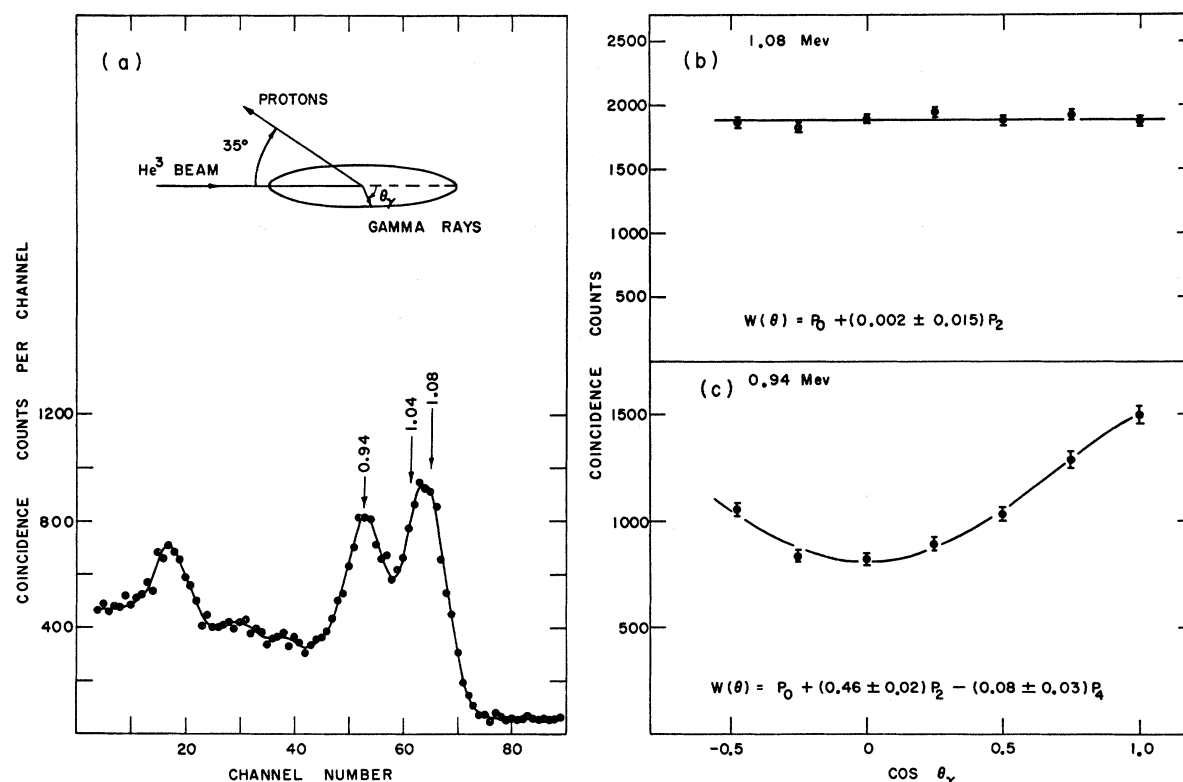 (a)
PROTONS
35°
He³ BEAM
θγ
GAMMA RAYS
COINCIDENCE COUNTS PER CHANNEL
1200
800
400
0.94
1.04
1.08
20
40
60
80
CHANNEL NUMBER
(b)
1.08 Mev
2500
2000
1500
1000
500
W(θ) = P₀ + (0.002 ± 0.015)P₂
COINCIDENCE COUNTS
(c)
0.94 Mev
1500
1000
500
W(θ) = P₀ + (0.46 ± 0.02)P₂ − (0.08 ± 0.03)P₄
-0.5
0
0.5
1.0
COS θγ